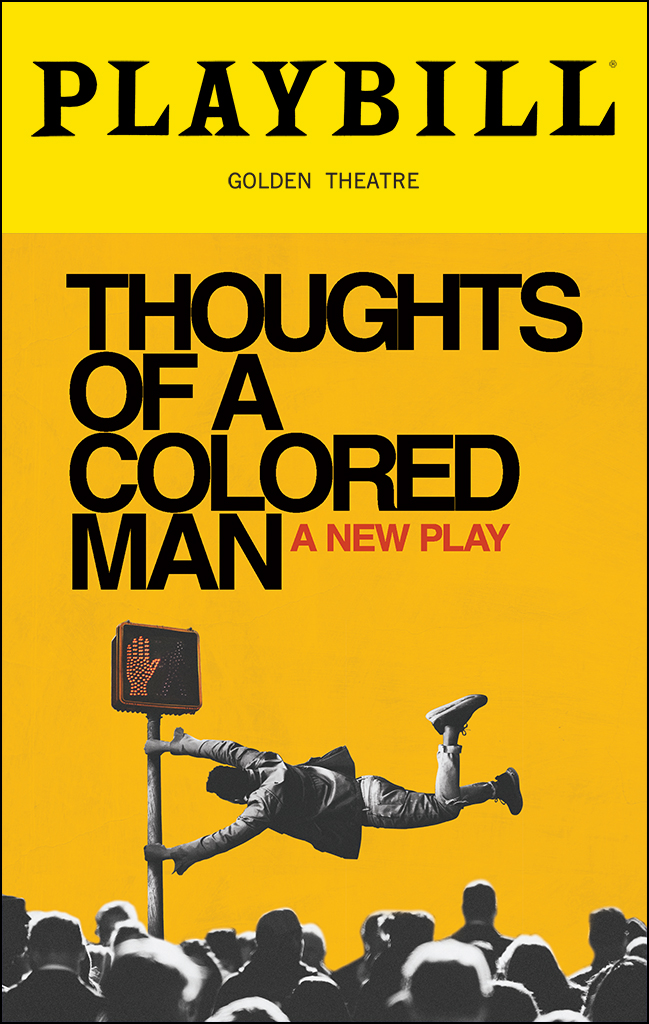 PLAYBILL®
GOLDEN THEATRE
THOUGHTS
OF A
COLORED
MAN A NEW PLAY